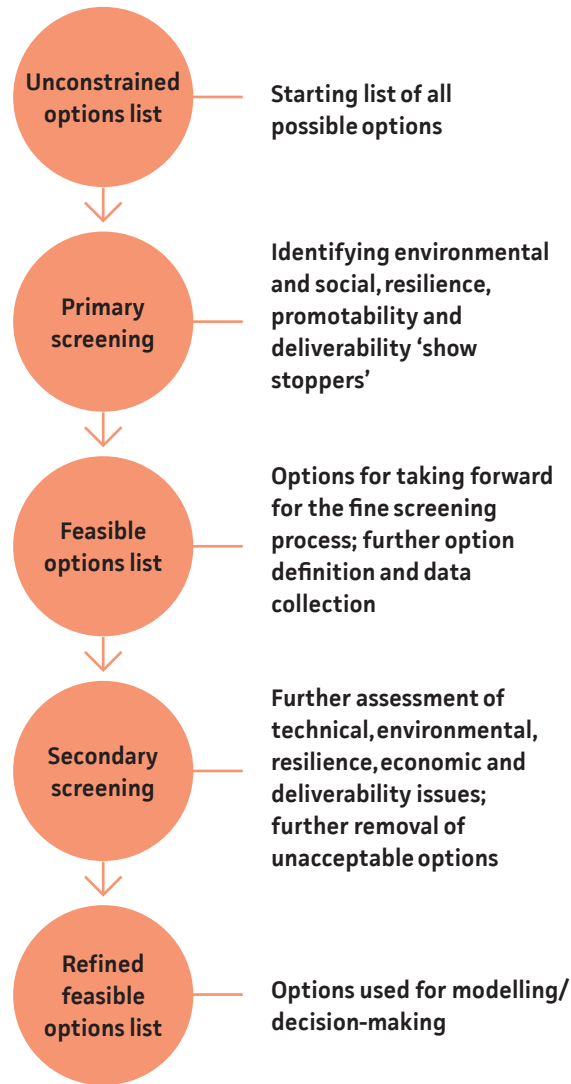 Unconstrained
options list
Starting list of all
possible options
Primary
screening
Identifying environmental
and social, resilience,
promotability and
deliverability ‘show
stoppers’
Feasible
options list
Options for taking forward
for the fine screening
process; further option
definition and data
collection
Secondary
screening
Further assessment of
technical, environmental,
resilience, economic and
deliverability issues;
further removal of
unacceptable options
Refined
feasible
options list
Options used for modelling/
decision-making